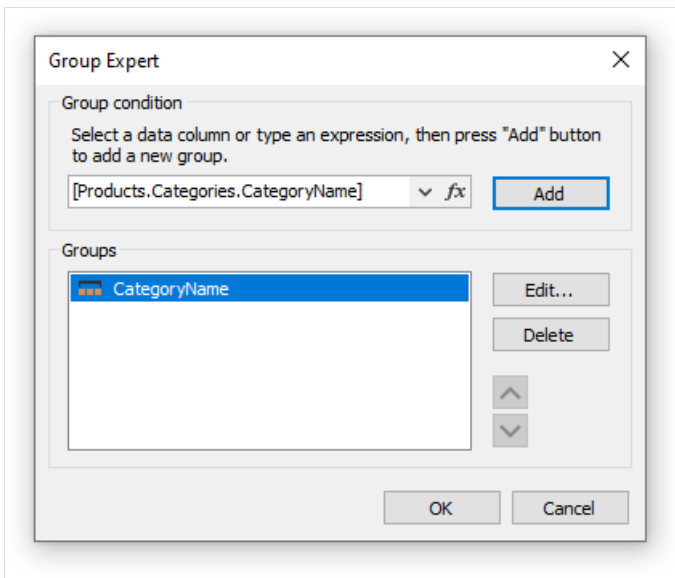 Group Expert
Group condition
Select a data column or type an expression, then press "Add" button
to add a new group.
[Products.Categories.CategoryName]
fx
Add
Groups
CategoryName
Edit...
Delete
OK
Cancel